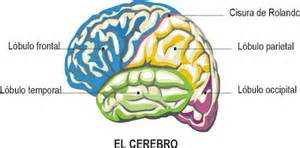 Cisura de Rolando
Lóbulo frontal
Lóbulo parietal
Lóbulo temporal
Lóbulo occipital
EL CEREBRO